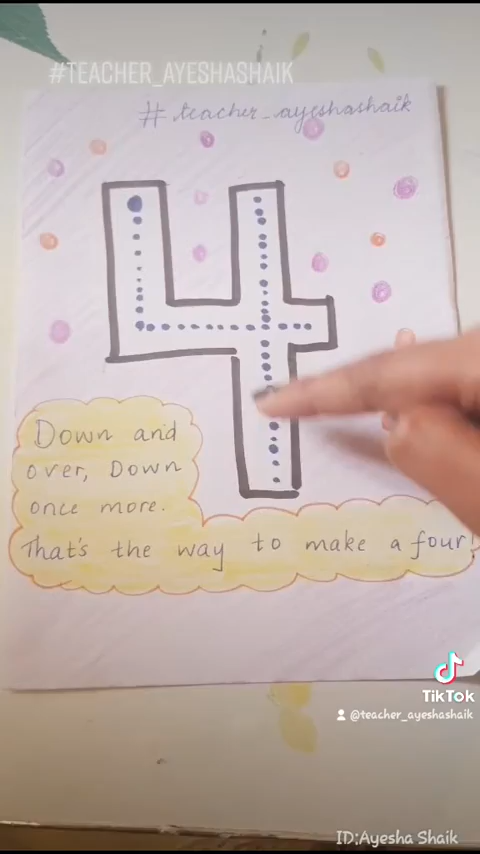 #TEACHER_AYESHASHAIK
#teacher_ayeshashaik
4
Down and
over, Down
once more.
That's the way to make a four!
TikTok
@teacher_ayeshashaik
ID:Ayesha Shaik